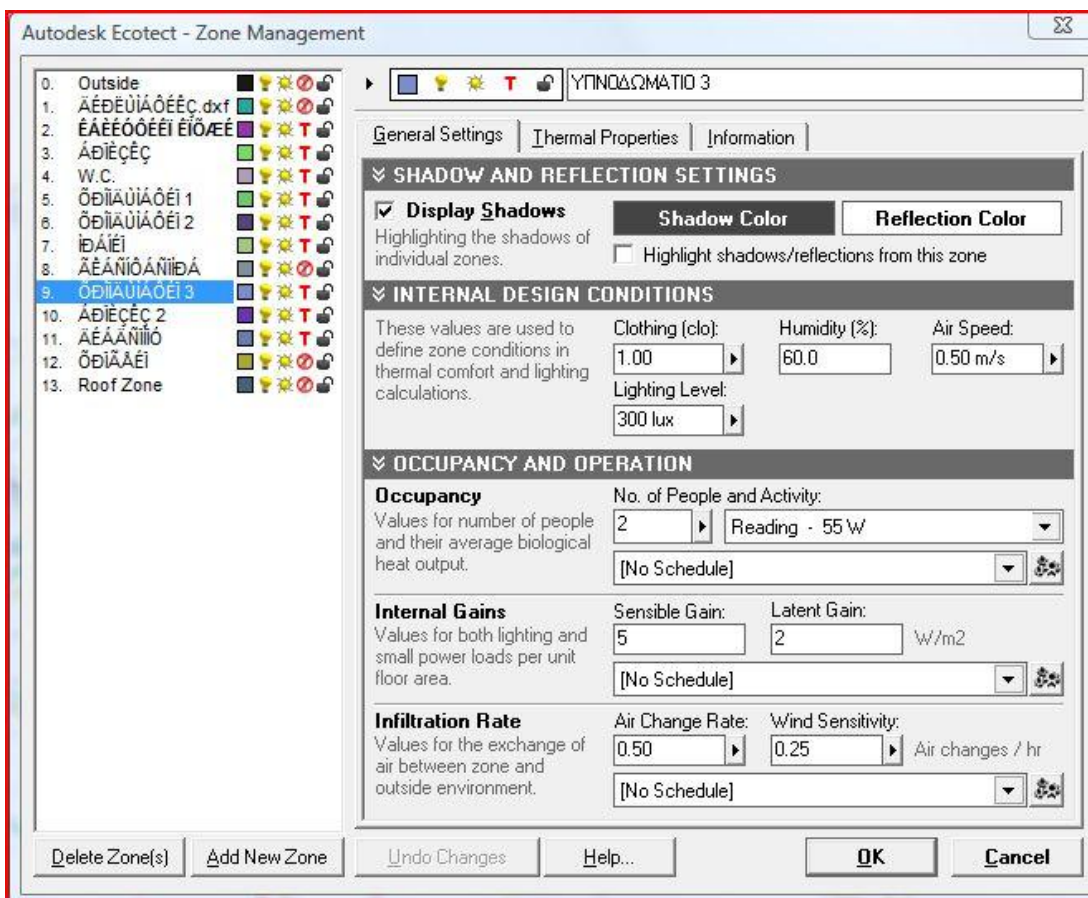 Autodesk Ecotect - Zone Management
0. Outside
1. ÄÉÐËÙÌÁÔÉÊÇ.dxf
2. ÊÁÈÉÓÔÉÊÏ ÊÏÕÆÉ
3. ÁÐÏÈÇÊÇ
4. W.C.
5. ÕÐÍÏÄÙÌÁÔÉÏ 1
6. ÕÐÍÏÄÙÌÁÔÉÏ 2
7. ÌÐÁÍÉÏ
8. ÃÊÁÑÍÔÁÑÏÌÐÁ
9. ÕÐÍÏÄÙÌÁÔÉÏ 3
10. ÁÐÏÈÇÊÇ 2
11. ÄÉÁÄÑÏÌÏÓ
12. ÕÐÏÃÅÉÏ
13. Roof Zone
Delete Zone(s) Add New Zone
T ΥΠΝΟΔΩΜΑΤΙΟ 3
General Settings Thermal Properties Information
SHADOW AND REFLECTION SETTINGS
Display Shadows Shadow Color Reflection Color
Highlighting the shadows of
individual zones.
Highlight shadows/reflections from this zone
INTERNAL DESIGN CONDITIONS
These values are used to
define zone conditions in
thermal comfort and lighting
calculations.
Clothing (clo): Humidity (%): Air Speed:
1.00 60.0 0.50 m/s
Lighting Level:
300 lux
OCCUPANCY AND OPERATION
Occupancy
Values for number of people
and their average biological
heat output.
No. of People and Activity:
2 Reading - 55 W
[No Schedule]
Internal Gains
Values for both lighting and
small power loads per unit
floor area.
Sensible Gain: Latent Gain:
5 2 W/m2
[No Schedule]
Infiltration Rate
Values for the exchange of
air between zone and
outside environment.
Air Change Rate: Wind Sensitivity:
0.50 0.25 Air changes / hr
[No Schedule]
Undo Changes Help... OK Cancel